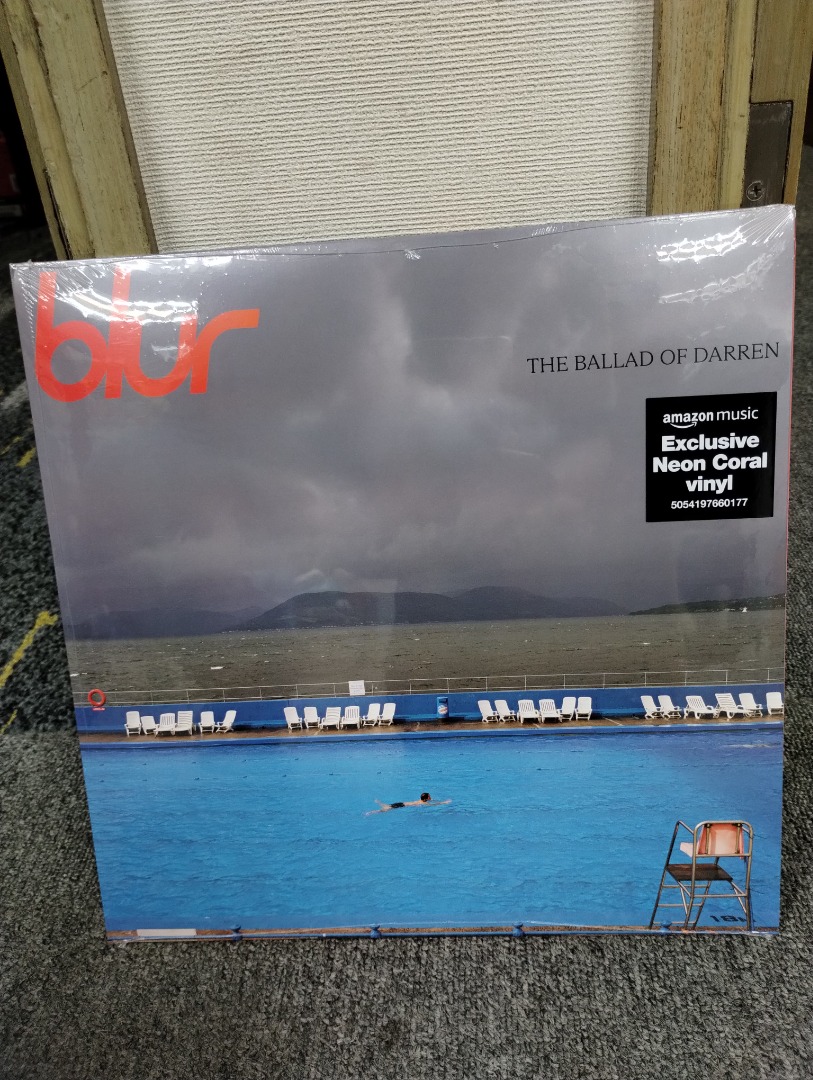 blur
THE BALLAD OF DARREN
amazon music
Exclusive
Neon Coral
vinyl
5054197660177